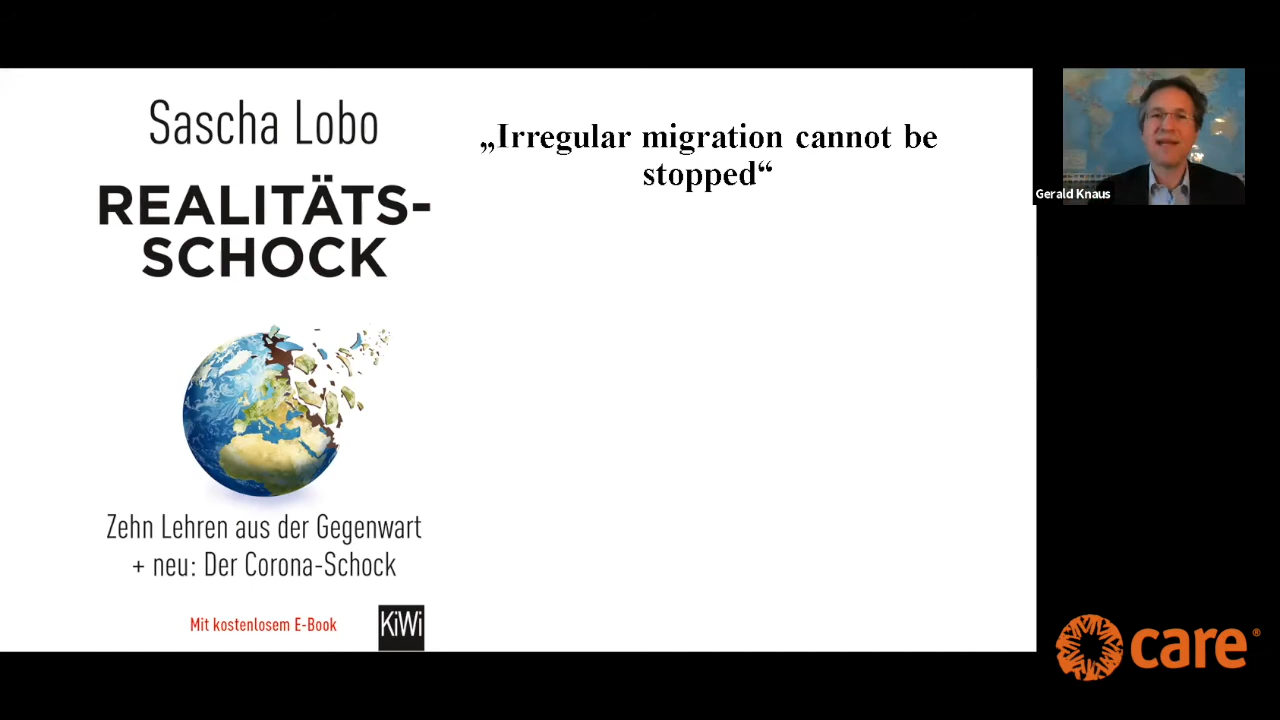 Sascha Lobo
REALITÄTS-
SCHOCK
Zehn Lehren aus der Gegenwart
+ neu: Der Corona-Schock
Mit kostenlosem E-Book
KiWi
„Irregular migration cannot be
stopped“
Gerald Knaus
care®